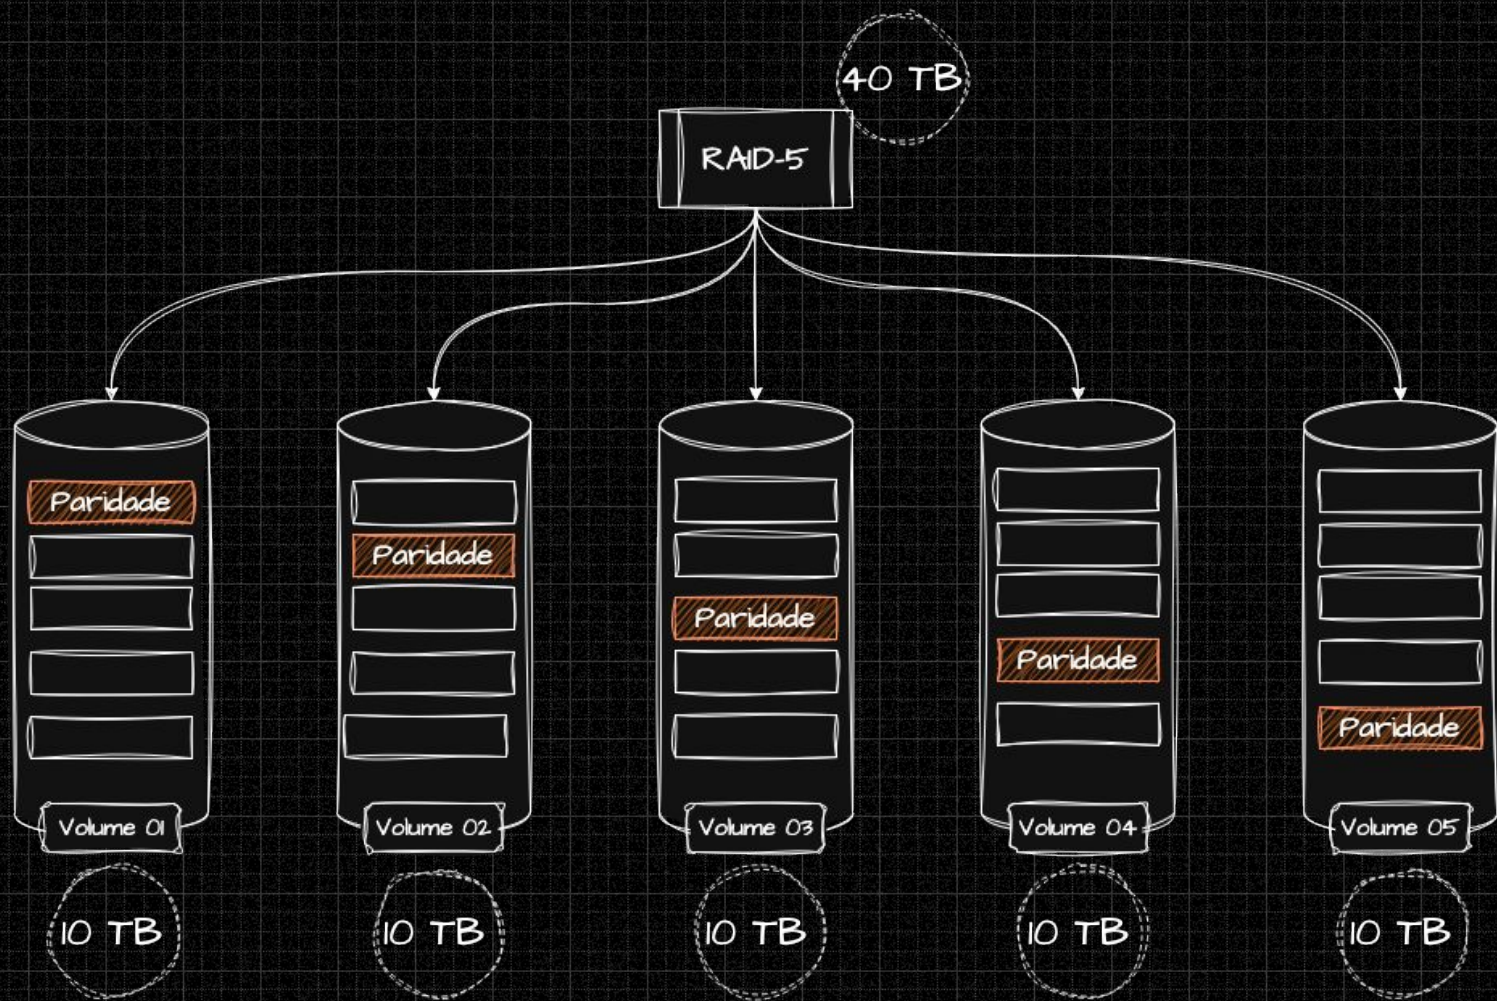 40 TB
RAID-5
Paridade
Paridade
Paridade
Paridade
Paridade
Volume 01
Volume 02
Volume 03
Volume 04
Volume 05
10 TB
10 TB
10 TB
10 TB
10 TB